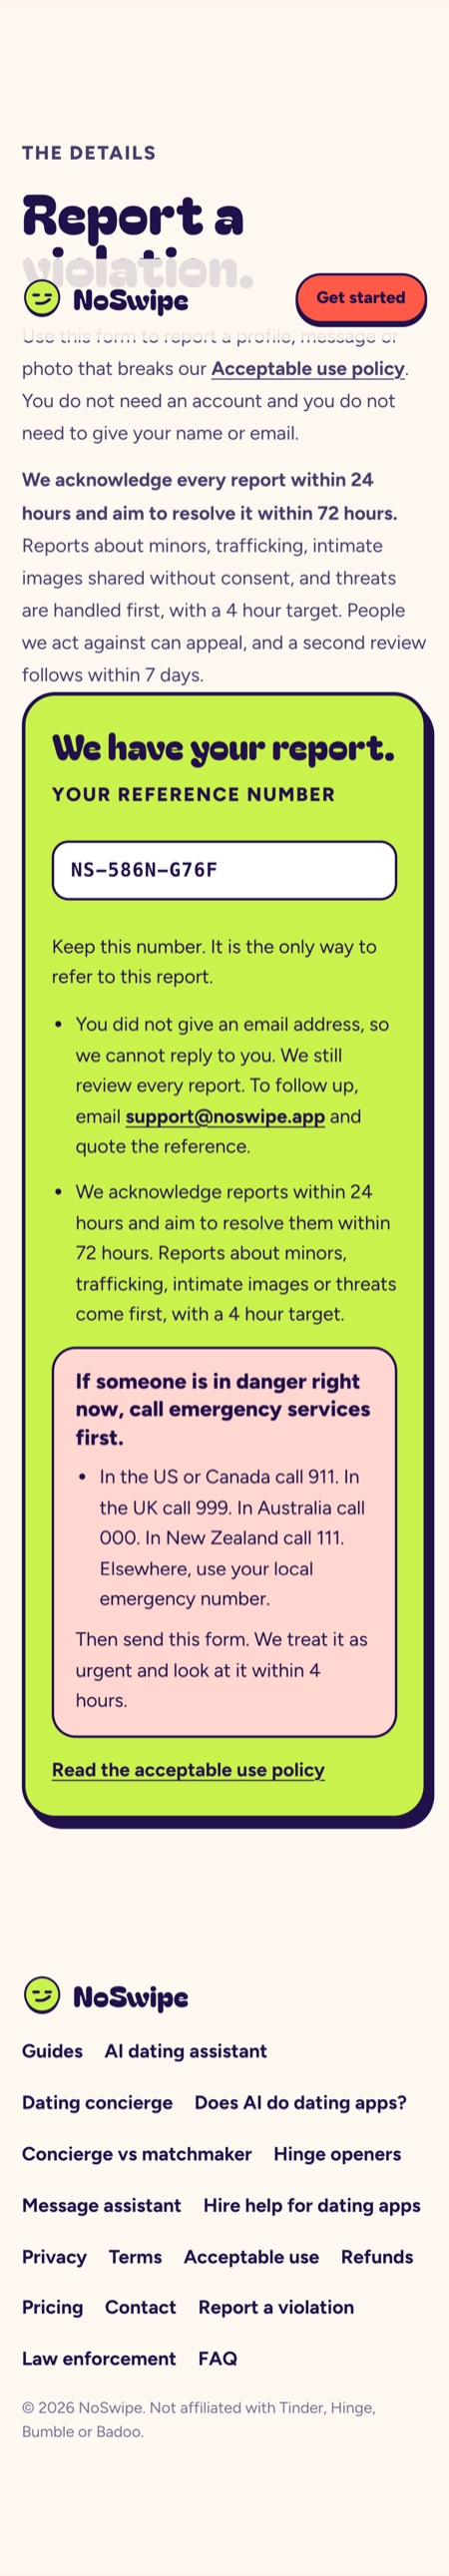 THE DETAILS
Report a
violation.
NoSwipe
Get started
Use this form to report a profile, message or
photo that breaks our Acceptable use policy.
You do not need an account and you do not
need to give your name or email.
We acknowledge every report within 24
hours and aim to resolve it within 72 hours.
Reports about minors, trafficking, intimate
images shared without consent, and threats
are handled first, with a 4 hour target. People
we act against can appeal, and a second review
follows within 7 days.
We have your report.
YOUR REFERENCE NUMBER
NS-586N-G76F
Keep this number. It is the only way to
refer to this report.
• You did not give an email address, so
we cannot reply to you. We still
review every report. To follow up,
email support@noswipe.app and
quote the reference.
• We acknowledge reports within 24
hours and aim to resolve them within
72 hours. Reports about minors,
trafficking, intimate images or threats
come first, with a 4 hour target.
If someone is in danger right
now, call emergency services
first.
• In the US or Canada call 911. In
the UK call 999. In Australia call
000. In New Zealand call 111.
Elsewhere, use your local
emergency number.
Then send this form. We treat it as
urgent and look at it within 4
hours.
Read the acceptable use policy
NoSwipe
Guides AI dating assistant
Dating concierge Does AI do dating apps?
Concierge vs matchmaker Hinge openers
Message assistant Hire help for dating apps
Privacy Terms Acceptable use Refunds
Pricing Contact Report a violation
Law enforcement FAQ
© 2026 NoSwipe. Not affiliated with Tinder, Hinge,
Bumble or Badoo.